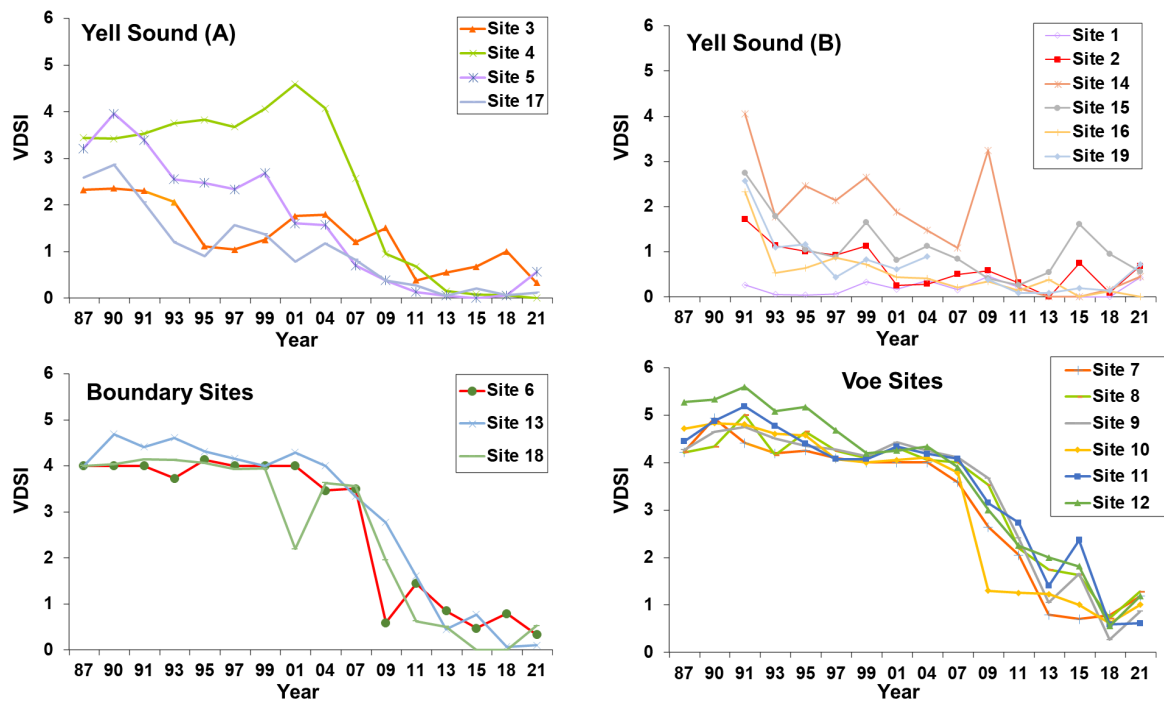 Yell Sound (A)
6
5
4
3
2
1
0
VDSI
87 90 91 93 95 97 99 01 04 07 09 11 13 15 18 21
Year
Site 3
Site 4
Site 5
Site 17
Yell Sound (B)
6
5
4
3
2
1
0
VDSI
87 90 91 93 95 97 99 01 04 07 09 11 13 15 18 21
Year
Site 1
Site 2
Site 14
Site 15
Site 16
Site 19
Boundary Sites
6
5
4
3
2
1
0
VDSI
87 90 91 93 95 97 99 01 04 07 09 11 13 15 18 21
Year
Site 6
Site 13
Site 18
Voe Sites
6
5
4
3
2
1
0
VDSI
87 90 91 93 95 97 99 01 04 07 09 11 13 15 18 21
Year
Site 7
Site 8
Site 9
Site 10
Site 11
Site 12